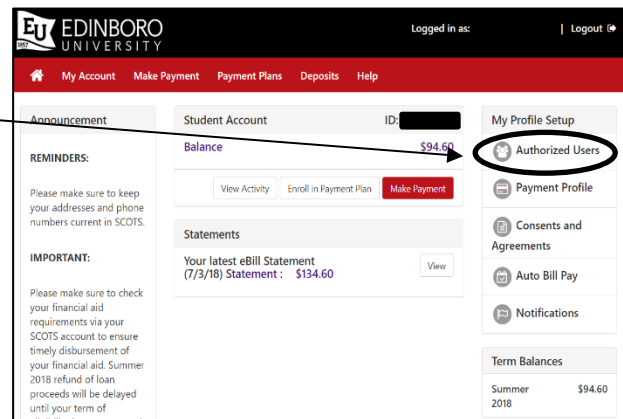 EU EDINBORO
1857 UNIVERSITY
Logged in as: | Logout
My Account Make Payment Payment Plans Deposits Help
Announcement
REMINDERS:
Please make sure to keep
your addresses and phone
numbers current in SCOTS.
IMPORTANT:
Please make sure to check
your financial aid
requirements via your
SCOTS account to ensure
timely disbursement of
your financial aid. Summer
2018 refund of loan
proceeds will be delayed
until your term of
Student Account ID:
Balance $94.60
View Activity Enroll in Payment Plan Make Payment
Statements
Your latest eBill Statement
(7/3/18) Statement : $134.60
View
My Profile Setup
Authorized Users
Payment Profile
Consents and
Agreements
Auto Bill Pay
Notifications
Term Balances
Summer $94.60
2018